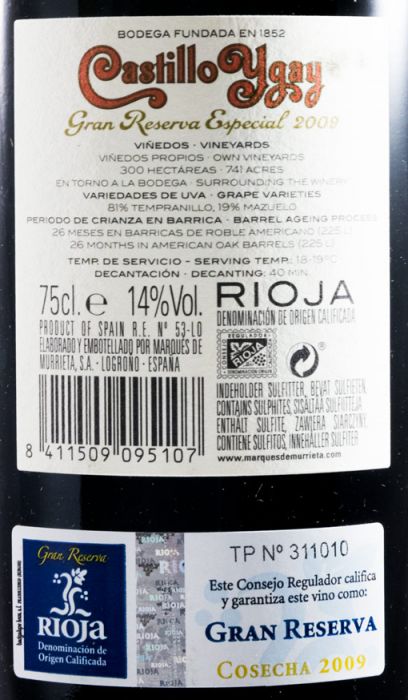 BODEGA FUNDADA EN 1852
Castillo Ygay
Gran Reserva Especial 2009
VIÑEDOS · VINEYARDS
VIÑEDOS PROPIOS · OWN VINEYARDS
300 HECTÁREAS · 741 ACRES
EN TORNO A LA BODEGA · SURROUNDING THE WINERY
VARIEDADES DE UVA · GRAPE VARIETIES
81% TEMPRANILLO, 19% MAZUELO
PERIODO DE CRIANZA EN BARRICA · BARREL AGEING PROCESS
26 MESES EN BARRICAS DE ROBLE AMERICANO (225 L)
26 MONTHS IN AMERICAN OAK BARRELS (225 L)
TEMP. DE SERVICIO · SERVING TEMP: 18-19ºC
DECANTACIÓN · DECANTING: 40 MIN.
75cl. e 14%Vol.
PRODUCT OF SPAIN R.E. Nº 53-LO
ELABORADO Y EMBOTELLADO POR MARQUÉS DE
MURRIETA, S.A. - LOGROÑO - ESPAÑA
8 411509 095107
RIOJA
DENOMINACIÓN DE ORIGEN CALIFICADA
RIOJA
INDEHOLDER SULFITTER, BEVAT SULFIETEN,
CONTAINS SULPHITES, SISÄLTÄÄ SULFIITTEJA
ENTHÄLT SULFITE, ZAWIERA SIARCZYNY,
CONTIENE SULFITOS, INNEHÅLLER SULFITER
www.marquesdemurrieta.com
Gran Reserva
RIOJA
Denominación de
Origen Calificada
RIOJA
TP Nº 311010
Este Consejo Regulador califica
y garantiza este vino como:
GRAN RESERVA
COSECHA 2009